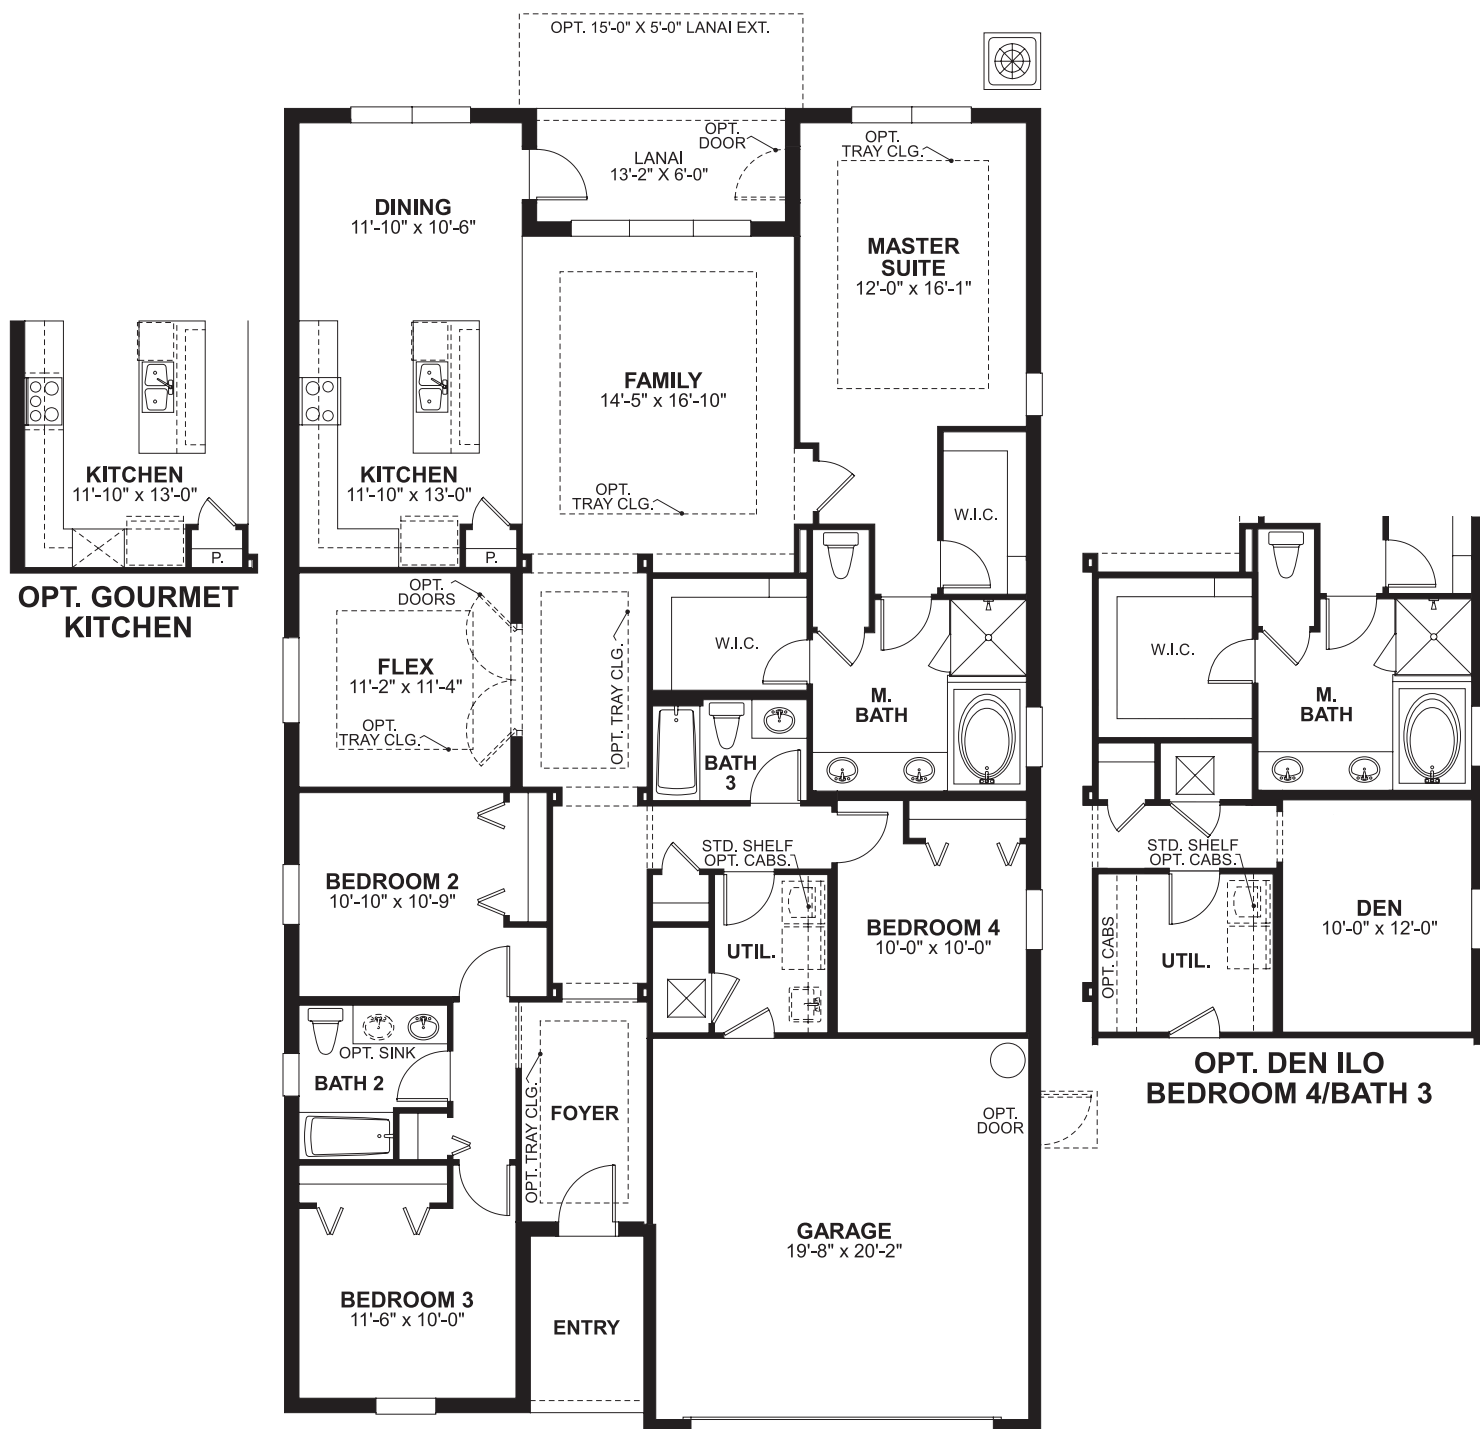 OPT. 15'-0" X 5'-0" LANAI EXT.
OPT.
DOOR
LANAI
13'-2" X 6'-0"
OPT.
TRAY CLG.
DINING
11'-10" x 10'-6"
MASTER
SUITE
12'-0" x 16'-1"
FAMILY
14'-5" x 16'-10"
OPT.
TRAY CLG.
KITCHEN
11'-10" x 13'-0"
P.
KITCHEN
11'-10" x 13'-0"
P.
OPT. GOURMET
KITCHEN
W.I.C.
OPT.
DOORS
FLEX
11'-2" x 11'-4"
OPT.
TRAY CLG.
OPT. TRAY CLG.
W.I.C.
M.
BATH
BATH
3
BEDROOM 2
10'-10" x 10'-9"
STD. SHELF
OPT. CABS.
UTIL.
BEDROOM 4
10'-0" x 10'-0"
OPT. SINK
BATH 2
OPT. TRAY CLG.
FOYER
OPT.
DOOR
GARAGE
19'-8" x 20'-2"
BEDROOM 3
11'-6" x 10'-0"
ENTRY
W.I.C.
M.
BATH
STD. SHELF
OPT. CABS.
OPT. CABS
UTIL.
DEN
10'-0" x 12'-0"
OPT. DEN ILO
BEDROOM 4/BATH 3